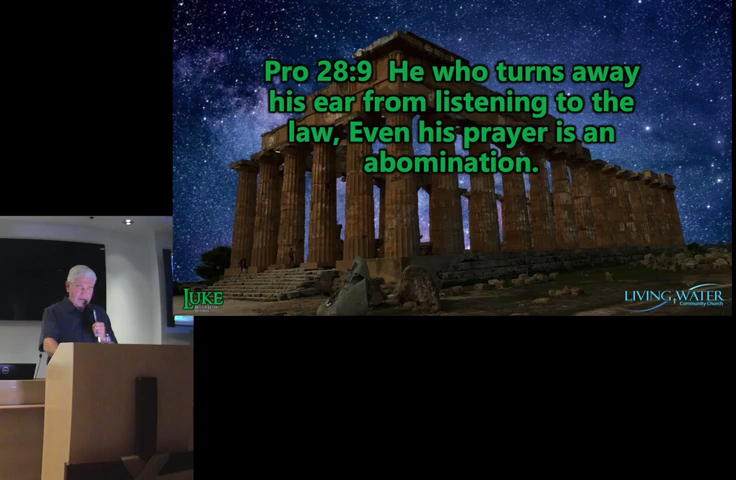 Pro 28:9 He who turns away
his ear from listening to the
law, Even his prayer is an
abomination.
LUKE
LIVING WATER
Community Church